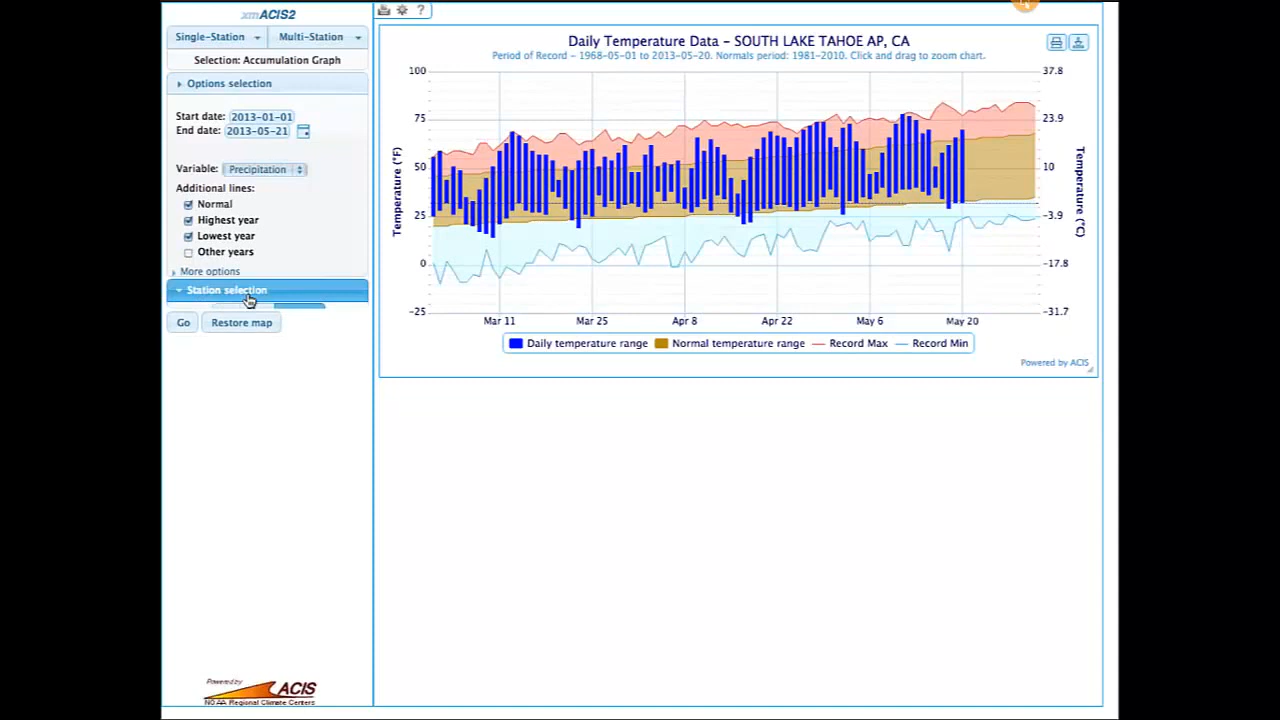 xmACIS2
Single-Station Multi-Station
Selection: Accumulation Graph
Options selection
Start date: 2013-01-01
End date: 2013-05-21
Variable: Precipitation
Additional lines:
Normal
Highest year
Lowest year
Other years
More options
Station selection
Go Restore map
Powered by
ACIS
NOAA Regional Climate Centers
?
Daily Temperature Data – SOUTH LAKE TAHOE AP, CA
Period of Record – 1968-05-01 to 2013-05-20. Normals period: 1981-2010. Click and drag to zoom chart.
100 37.8
75 23.9
50 10
25 -3.9
0 -17.8
-25 -31.7
Temperature (°F)
Temperature (°C)
Mar 11 Mar 25 Apr 8 Apr 22 May 6 May 20
Daily temperature range Normal temperature range Record Max Record Min
Powered by ACIS